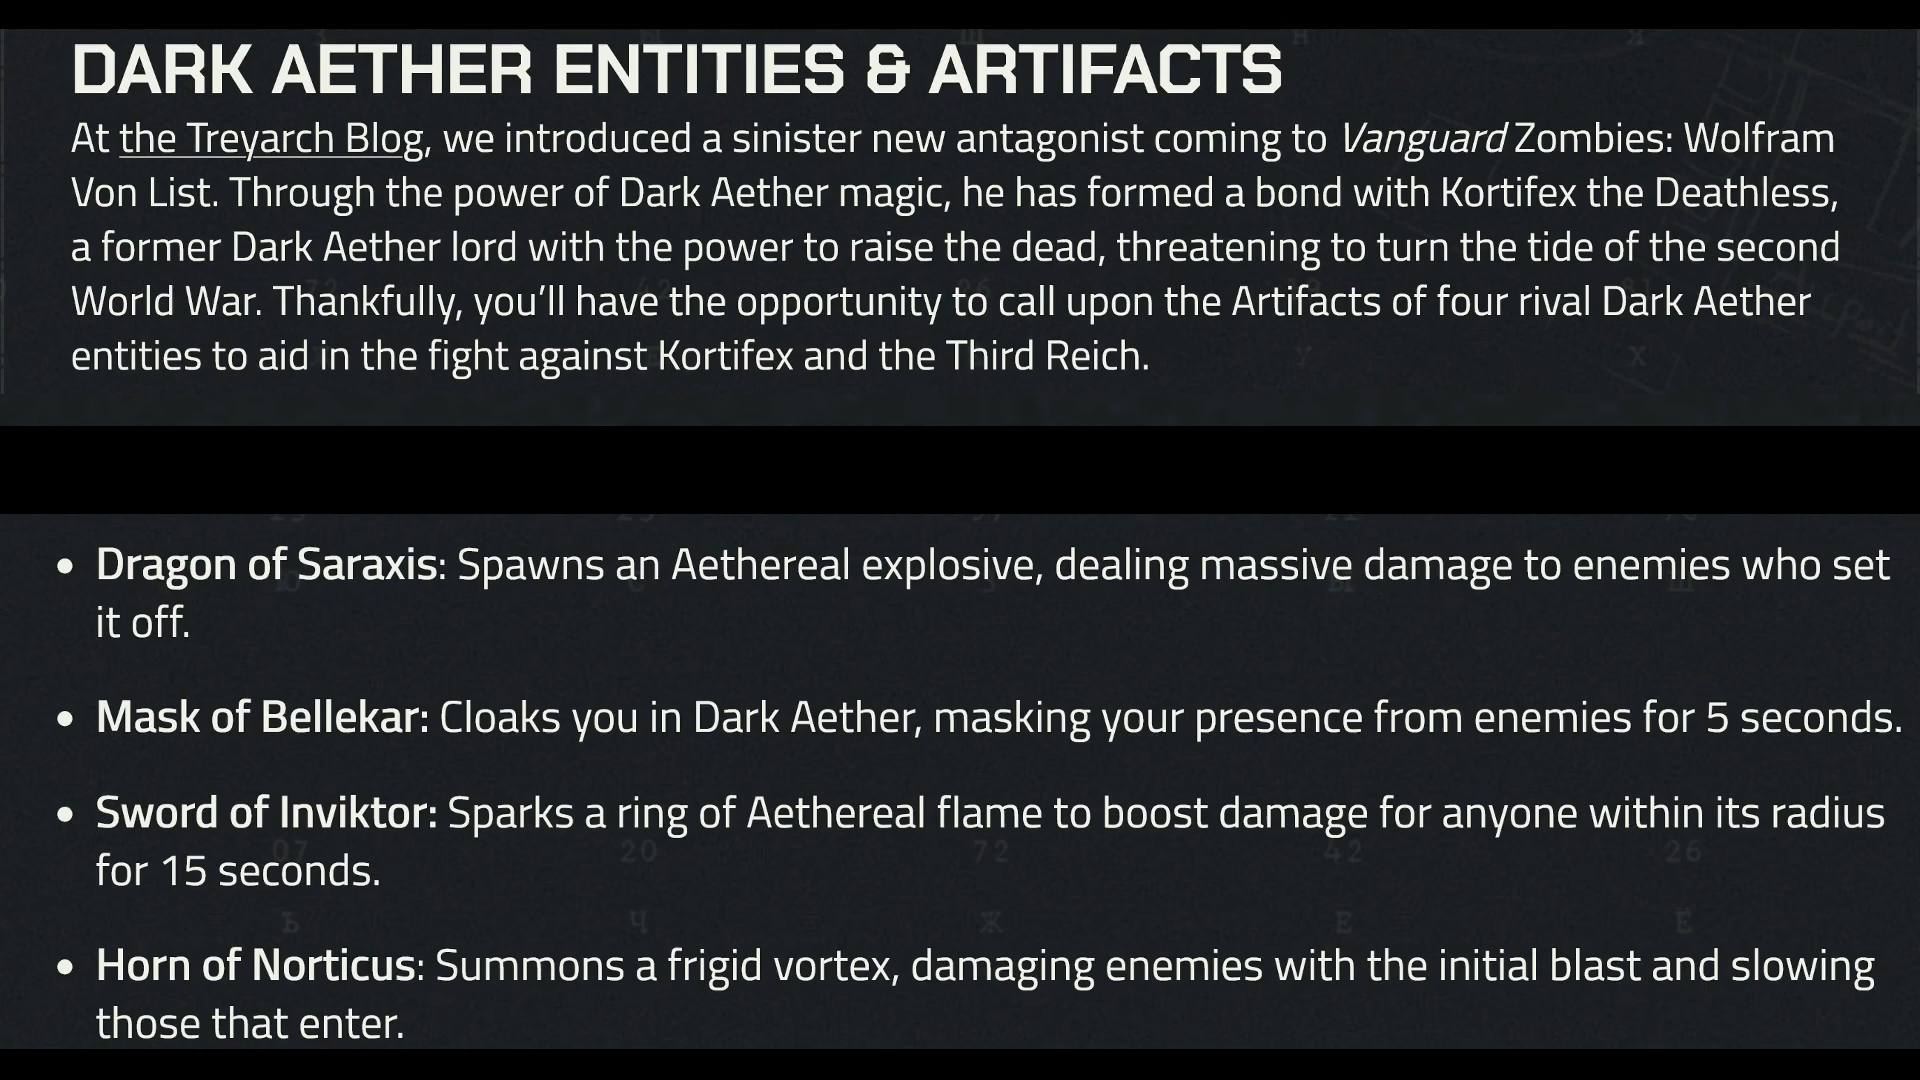 DARK AETHER ENTITIES & ARTIFACTS
At the Treyarch Blog, we introduced a sinister new antagonist coming to Vanguard Zombies: Wolfram
Von List. Through the power of Dark Aether magic, he has formed a bond with Kortifex the Deathless,
a former Dark Aether lord with the power to raise the dead, threatening to turn the tide of the second
World War. Thankfully, you’ll have the opportunity to call upon the Artifacts of four rival Dark Aether
entities to aid in the fight against Kortifex and the Third Reich.
• Dragon of Saraxis: Spawns an Aethereal explosive, dealing massive damage to enemies who set
it off.
• Mask of Bellekar: Cloaks you in Dark Aether, masking your presence from enemies for 5 seconds.
• Sword of Inviktor: Sparks a ring of Aethereal flame to boost damage for anyone within its radius
for 15 seconds.
07 20 72 42 26
Ъ Ч Ж Е Ё
• Horn of Norticus: Summons a frigid vortex, damaging enemies with the initial blast and slowing
those that enter.